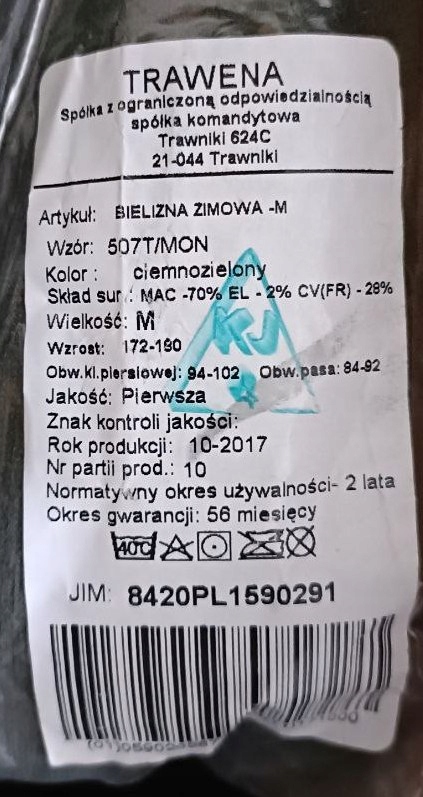 TRAWENA
Spółka z ograniczoną odpowiedzialnością
spółka komandytowa
Trawniki 624C
21-044 Trawniki
Artykuł: BIELIZNA ZIMOWA -M
Wzór: 507T/MON
Kolor : ciemnozielony
Skład sur.: MAC -70% EL - 2% CV(FR) - 28%
KJ
Wielkość: M
Wzrost: 172-180
Obw.kl.piersiowej: 94-102 Obw.pasa: 84-92
Jakość: Pierwsza
Znak kontroli jakości:
Rok produkcji: 10-2017
Nr partii prod.: 10
Normatywny okres używalności- 2 lata
Okres gwarancji: 56 miesięcy
40°C
JIM: 8420PL1590291